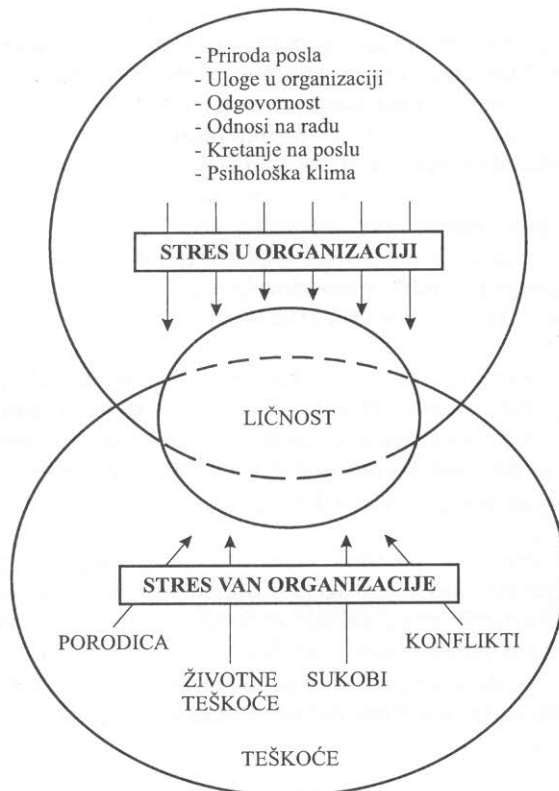 - Priroda posla
- Uloge u organizaciji
- Odgovornost
- Odnosi na radu
- Kretanje na poslu
- Psihološka klima
STRES U ORGANIZACIJI
LIČNOST
STRES VAN ORGANIZACIJE
PORODICA
KONFLIKTI
ŽIVOTNE
TEŠKOĆE
SUKOBI
TEŠKOĆE